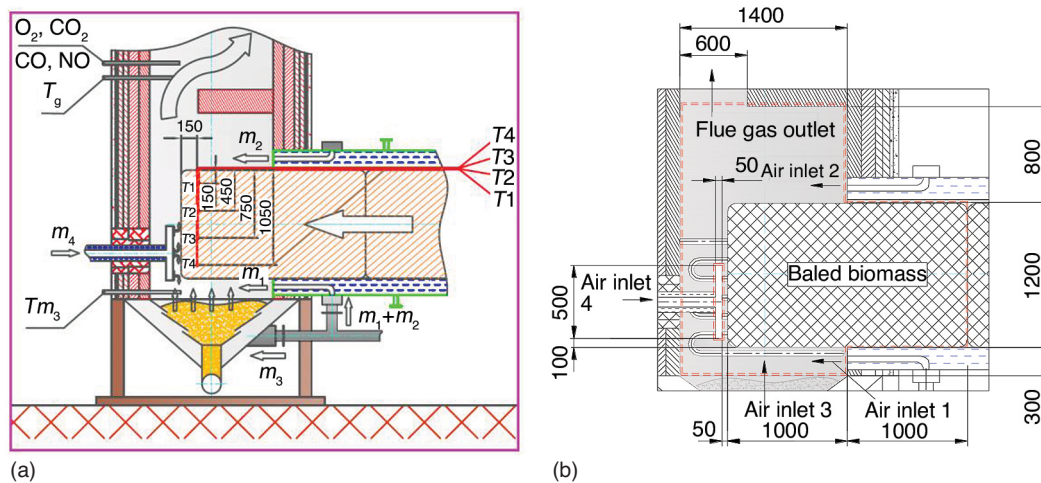 O2, CO2
CO, NO
Tg
150
m2
T4
T3
T2
T1
T1
T2
T3
T4
150
450
750
1050
m4
m1
Tm3
m1+m2
m3
(a)
1400
600
Flue gas outlet
50
Air inlet 2
800
Air inlet
4
500
Baled biomass
1200
100
Air inlet 3
Air inlet 1
300
50
1000
1000
(b)